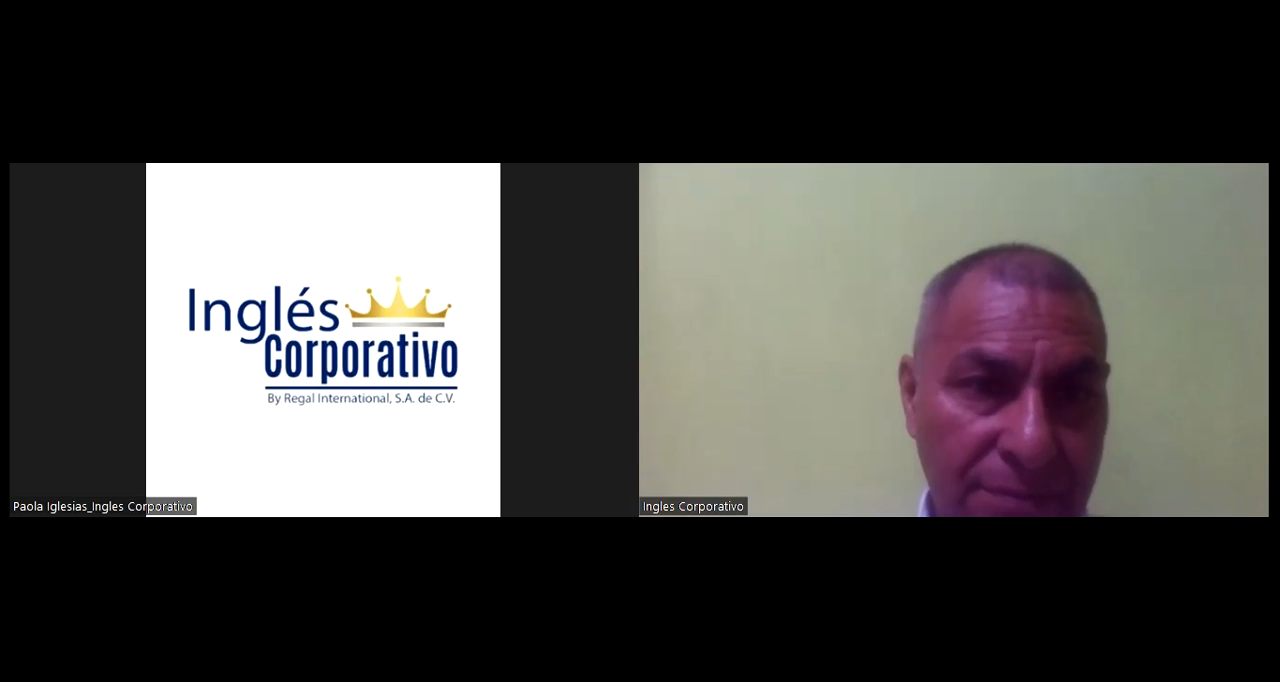 Inglés
Corporativo
By Regal International, S.A. de C.V.
Paola Iglesias_Ingles Corporativo
Ingles Corporativo